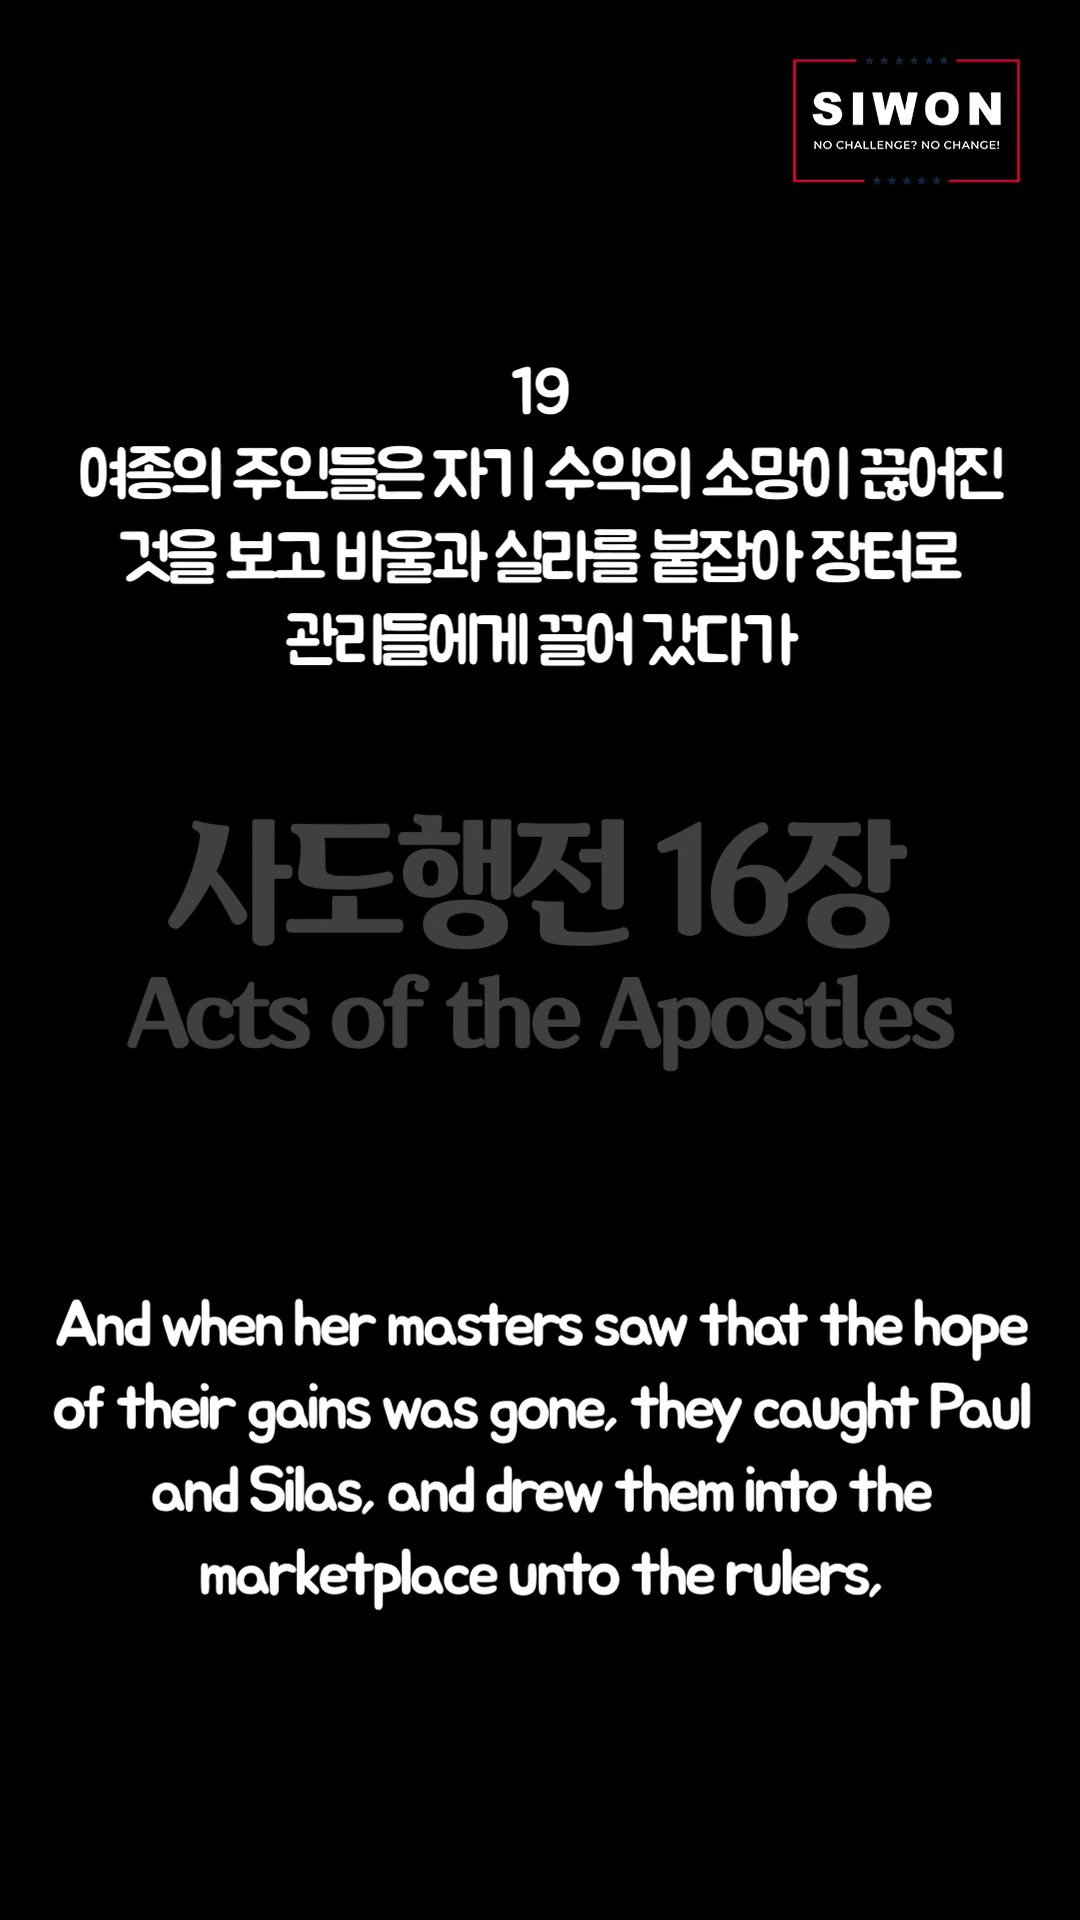 SIWON
NO CHALLENGE? NO CHANGE!
19
여종의 주인들은 자기 수익의 소망이 끊어진
것을 보고 바울과 실라를 붙잡아 장터로
관리들에게 끌어 갔다가
사도행전 16장
Acts of the Apostles
And when her masters saw that the hope
of their gains was gone, they caught Paul
and Silas, and drew them into the
marketplace unto the rulers,